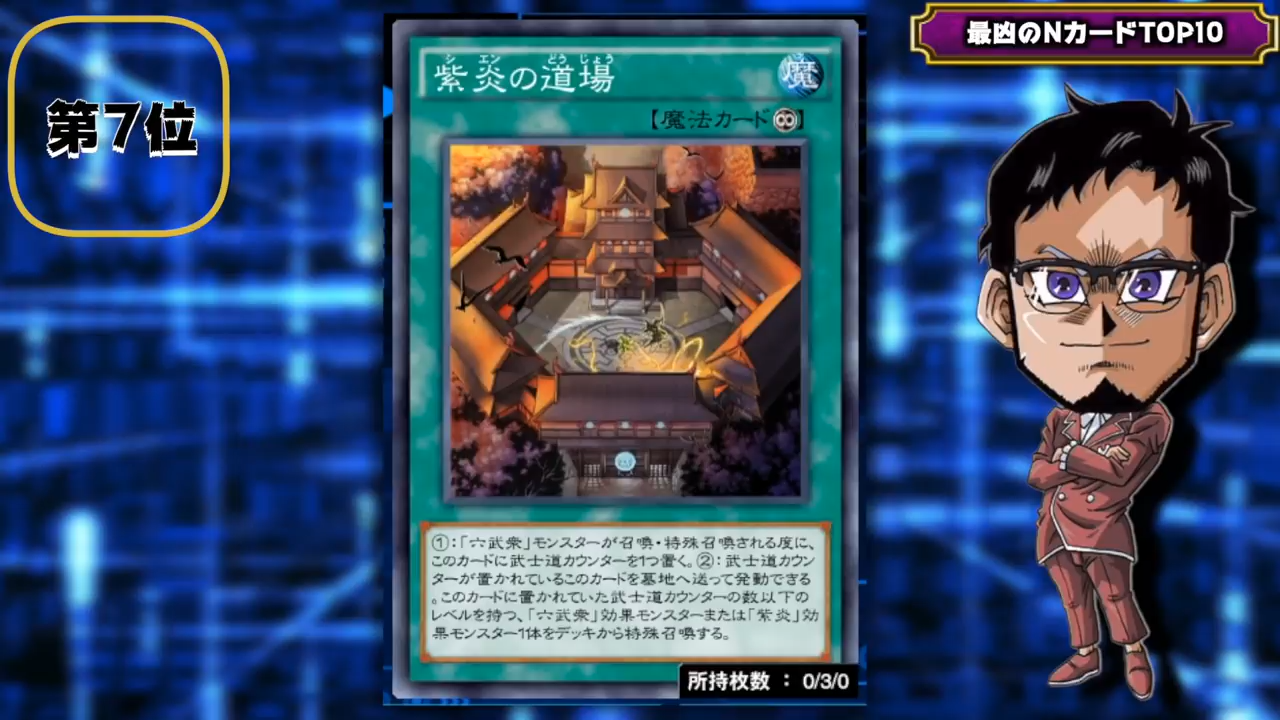 第7位
最凶のNカードTOP10
シ エン どう じょう
紫炎の道場
魔
【魔法カード】
①:「六武衆」モンスターが召喚・特殊召喚される度に、
このカードに武士道カウンターを1つ置く。②:武士道カウン
ターが置かれているこのカードを墓地へ送って発動できる
。このカードに置かれていた武士道カウンターの数以下の
レベルを持つ、「六武衆」効果モンスターまたは「紫炎」効
果モンスター1体をデッキから特殊召喚する。
所持枚数 : 0/3/0